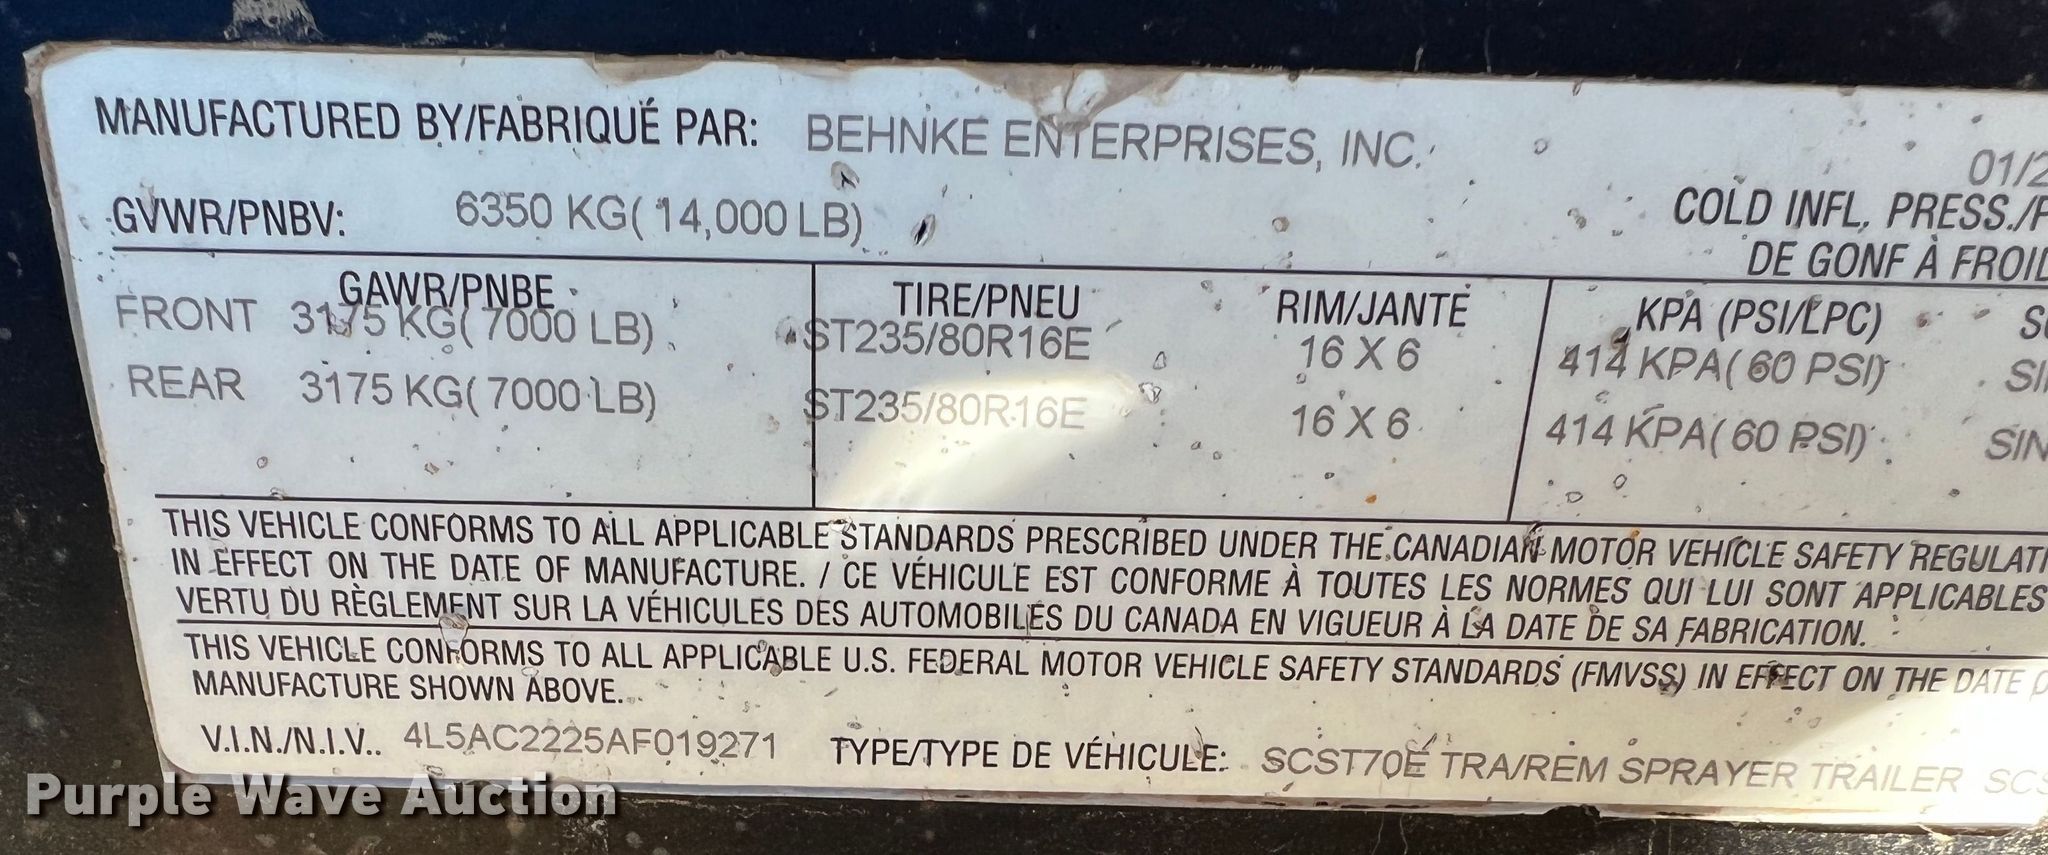 MANUFACTURED BY/FABRIQUÉ PAR: BEHNKE ENTERPRISES, INC. 01/2
GVWR/PNBV: 6350 KG( 14,000 LB) COLD INFL. PRESS./P
DE GONF À FROID
GAWR/PNBE TIRE/PNEU RIM/JANTE KPA (PSI/LPC) S
FRONT 3175 KG( 7000 LB) ST235/80R16E 16 X 6 414 KPA( 60 PSI) SI
REAR 3175 KG( 7000 LB) ST235/80R16E 16 X 6 414 KPA( 60 PSI) SIN
THIS VEHICLE CONFORMS TO ALL APPLICABLE STANDARDS PRESCRIBED UNDER THE CANADIAN MOTOR VEHICLE SAFETY REGULATI
IN EFFECT ON THE DATE OF MANUFACTURE. / CE VÉHICULE EST CONFORME À TOUTES LES NORMES QUI LUI SONT APPLICABLES
VERTU DU RÈGLEMENT SUR LA VÉHICULES DES AUTOMOBILES DU CANADA EN VIGUEUR À LA DATE DE SA FABRICATION.
THIS VEHICLE CONFORMS TO ALL APPLICABLE U.S. FEDERAL MOTOR VEHICLE SAFETY STANDARDS (FMVSS) IN EFFECT ON THE DATE O
MANUFACTURE SHOWN ABOVE.
V.I.N./N.I.V.. 4L5AC2225AF019271 TYPE/TYPE DE VÉHICULE: SCST70E TRA/REM SPRAYER TRAILER SCS
Purple Wave Auction